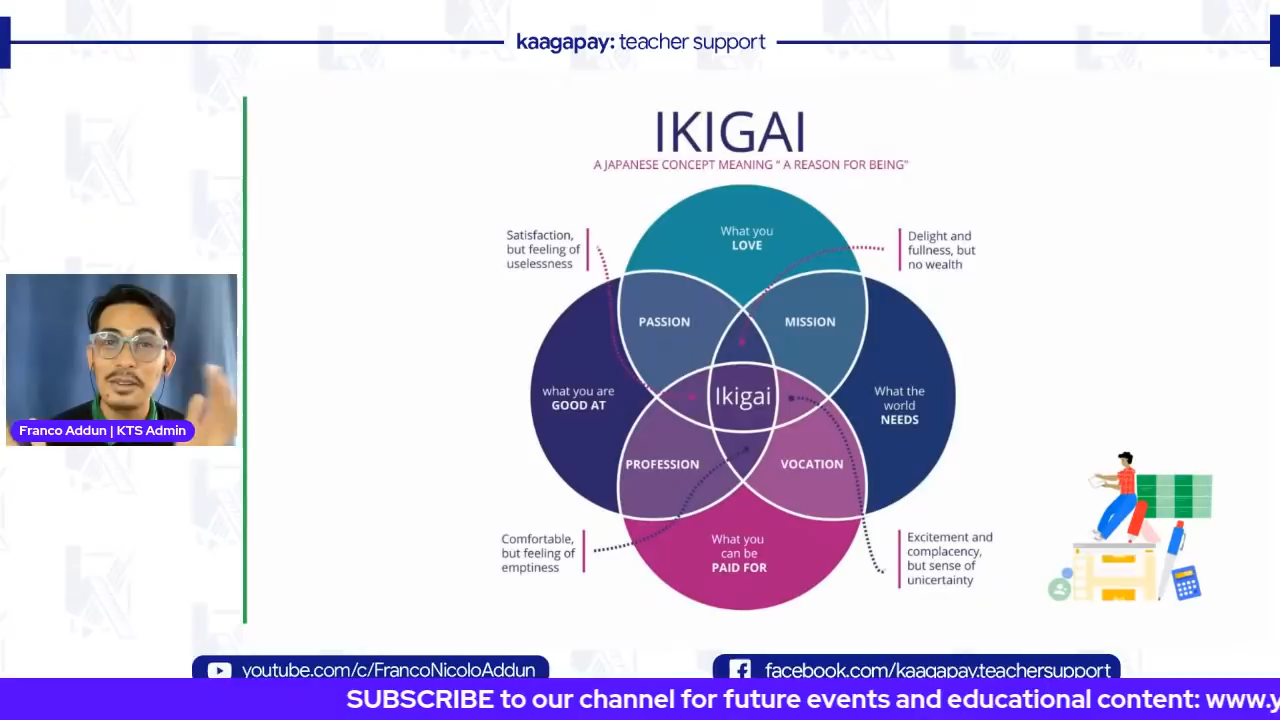 kaagapay: teacher support
IKIGAI
A JAPANESE CONCEPT MEANING “ A REASON FOR BEING"
What you
LOVE
Satisfaction,
but feeling of
uselessness
Delight and
fullness, but
no wealth
PASSION
MISSION
what you are
GOOD AT
Ikigai
What the
world
NEEDS
PROFESSION
VOCATION
Comfortable,
but feeling of
emptiness
What you
can be
PAID FOR
Excitement and
complacency,
but sense of
unicertainty
Franco Addun | KTS Admin
youtube.com/c/FrancoNicoloAddun
facebook.com/kaagapay.teachersupport
SUBSCRIBE to our channel for future events and educational content: www.y